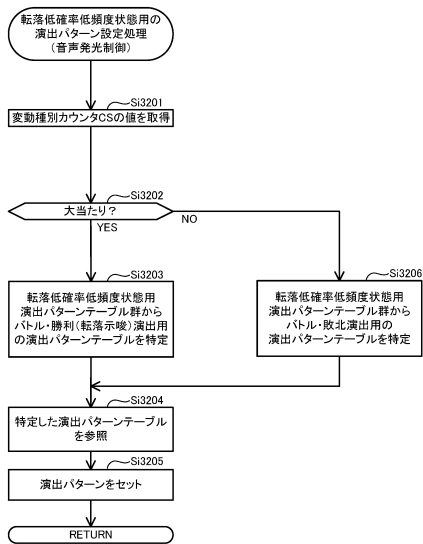 転落低確率低頻度状態用の
演出パターン設定処理
（音声発光制御）
Si3201
変動種別カウンタCSの値を取得
Si3202
大当たり？
NO
YES
Si3203
転落低確率低頻度状態用
演出パターンテーブル群から
バトル・勝利（転落示唆）演出用
の演出パターンテーブルを特定
Si3206
転落低確率低頻度状態用
演出パターンテーブル群から
バトル・敗北演出用の
演出パターンテーブルを特定
Si3204
特定した演出パターンテーブル
を参照
Si3205
演出パターンをセット
RETURN